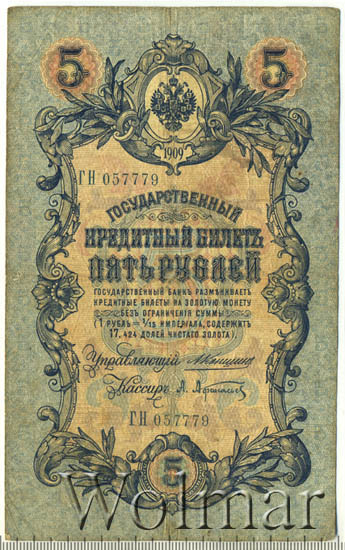 5 5
1909
ГН 057779
ГОСУДАРСТВЕННЫЙ
КРЕДИТНЫЙ БИЛЕТЪ
ПЯТЬ РУБЛЕЙ
ГОСУДАРСТВЕННЫЙ БАНКЪ РАЗМѢНИВАЕТЪ
КРЕДИТНЫЕ БИЛЕТЫ НА ЗОЛОТУЮ МОНЕТУ
БЕЗЪ ОГРАНИЧЕНІЯ СУММЫ
(1 РУБЛЬ = 1/15 ИМПЕРІАЛА, СОДЕРЖИТЪ
17,424 ДОЛЕЙ ЧИСТАГО ЗОЛОТА).
Управляющій
Кассиръ А. Афанасьев
ГН 057779
5
Wolmar